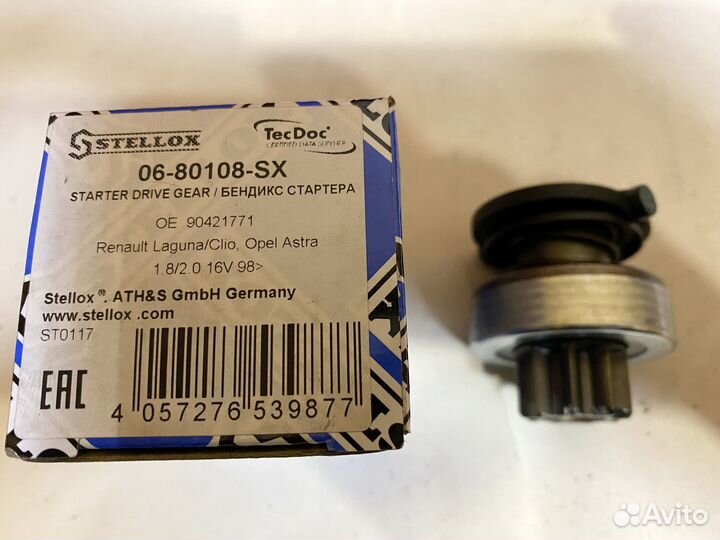 STELLOX
TecDoc
CERTIFIED DATA SUPPLIER
06-80108-SX
STARTER DRIVE GEAR / БЕНДИКС СТАРТЕРА
OE 90421771
Renault Laguna/Clio, Opel Astra
1.8/2.0 16V 98>
Stellox ®. ATH&S GmbH Germany
www.stellox .com
ST0117
EAC
4 057276 539877
Avito